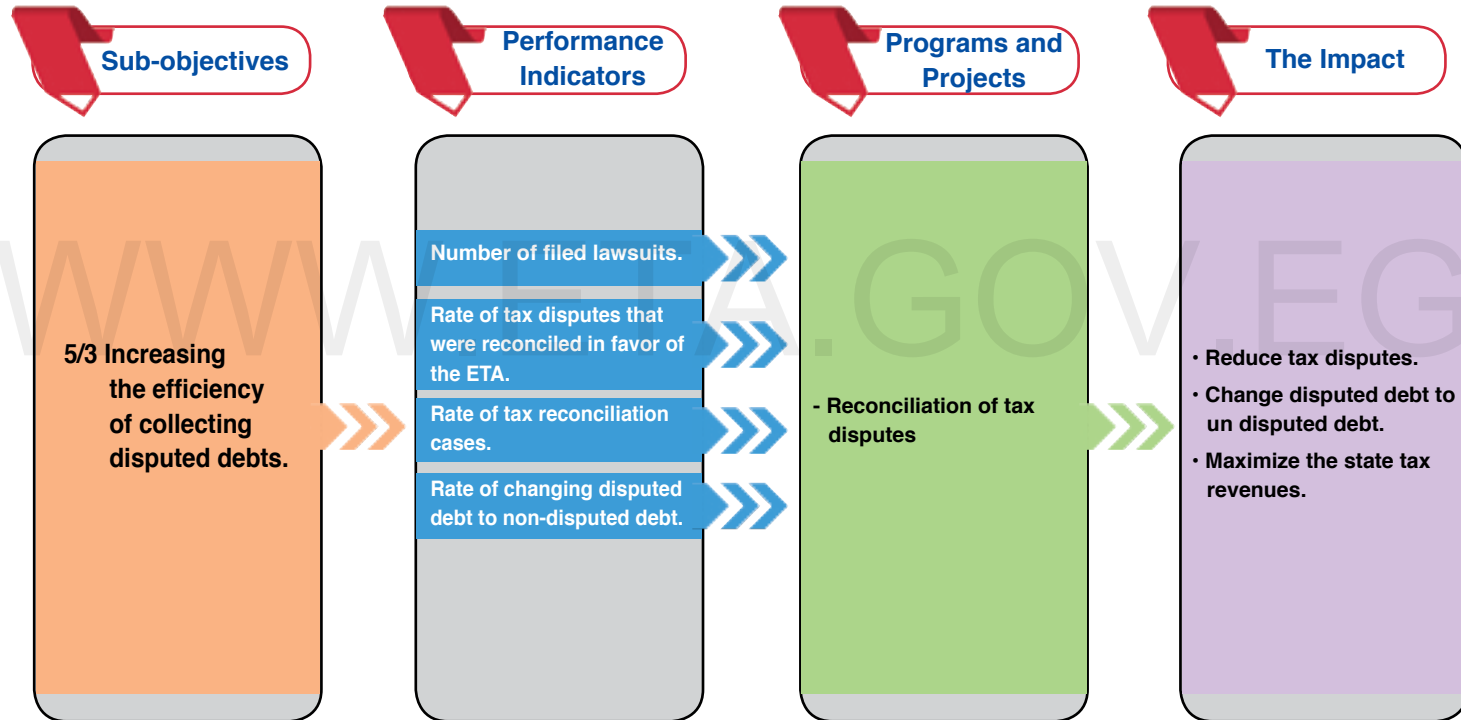 Sub-objectives
Performance
Indicators
Programs and
Projects
The Impact
5/3 Increasing
the efficiency
of collecting
disputed debts.
Number of filed lawsuits.
Rate of tax disputes that
were reconciled in favor of
the ETA.
Rate of tax reconciliation
cases.
Rate of changing disputed
debt to non-disputed debt.
- Reconciliation of tax
disputes
• Reduce tax disputes.
• Change disputed debt to
un disputed debt.
• Maximize the state tax
revenues.
WWW.ETA.GOV.EG